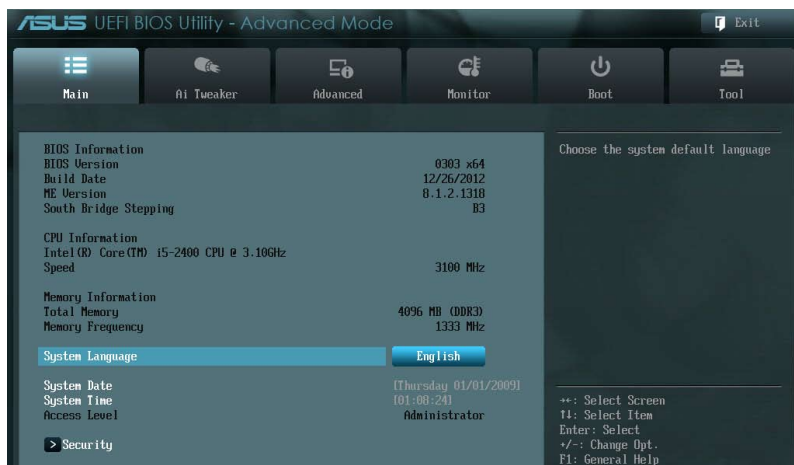 ASUS UEFI BIOS Utility - Advanced Mode
Exit
Main
Ai Tweaker
Advanced
Monitor
Boot
Tool
BIOS Information
BIOS Version 0303 x64
Build Date 12/26/2012
ME Version 8.1.2.1318
South Bridge Stepping B3
CPU Information
Intel(R) Core(TM) i5-2400 CPU @ 3.10GHz
Speed 3100 MHz
Memory Information
Total Memory 4096 MB (DDR3)
Memory Frequency 1333 MHz
System Language English
System Date [Thursday 01/01/2009]
System Time [01:08:24]
Access Level Administrator
> Security
Choose the system default language
→←: Select Screen
↑↓: Select Item
Enter: Select
+/-: Change Opt.
F1: General Help